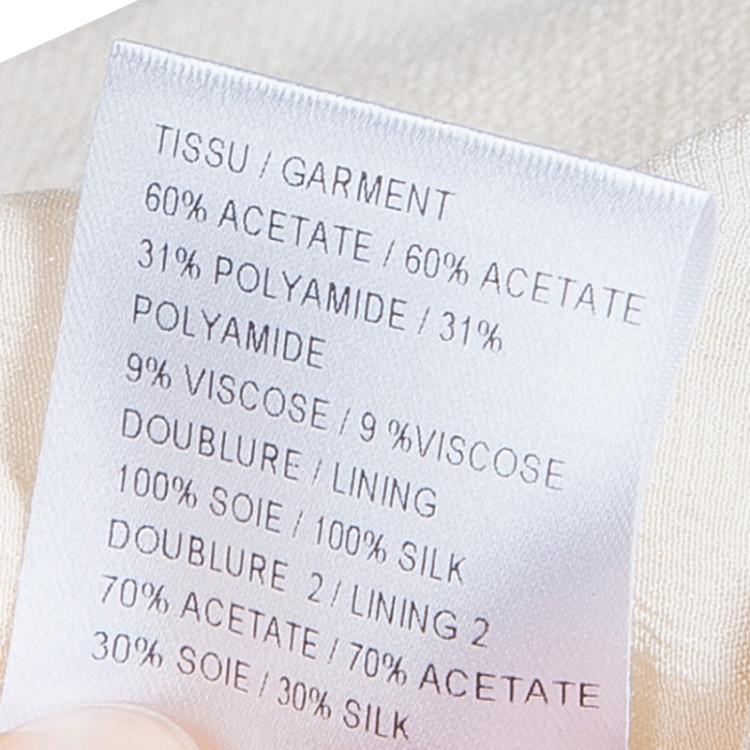 TISSU / GARMENT
60% ACETATE / 60% ACETATE
31% POLYAMIDE / 31%
POLYAMIDE
9% VISCOSE / 9 %VISCOSE
DOUBLURE / LINING
100% SOIE / 100% SILK
DOUBLURE 2 / LINING 2
70% ACETATE / 70% ACETATE
30% SOIE / 30% SILK